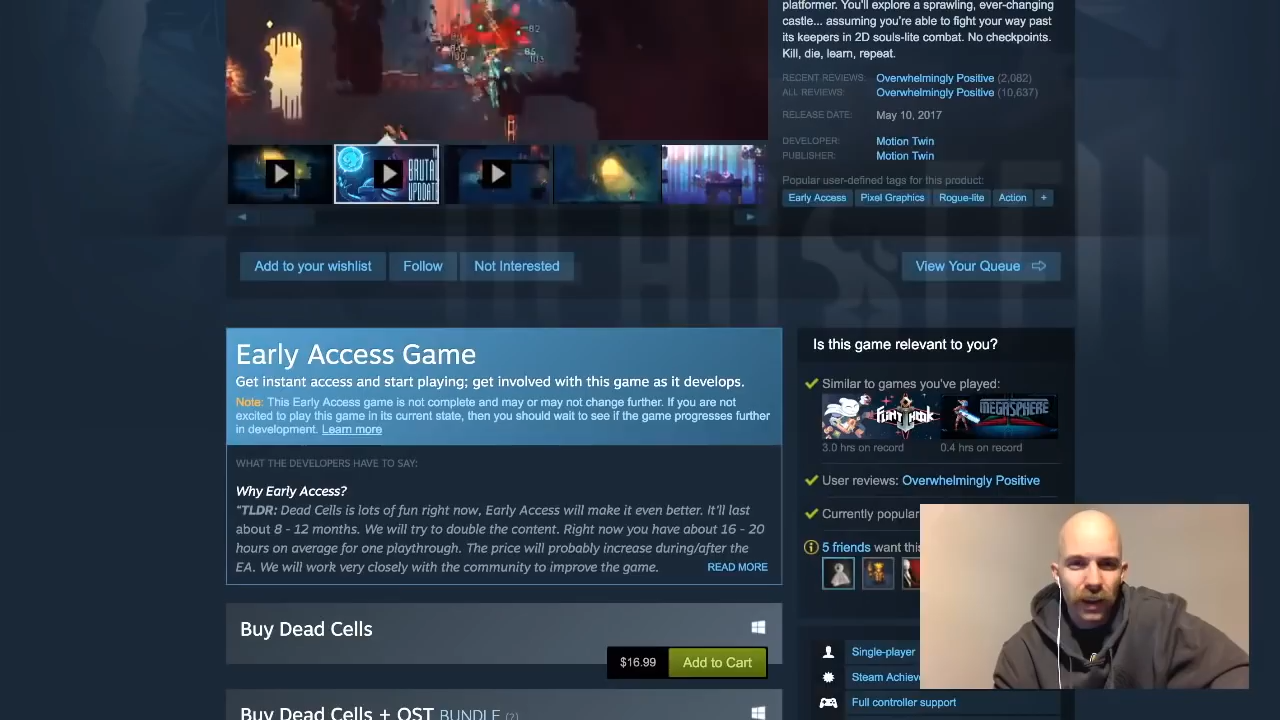 platformer. You'll explore a sprawling, ever-changing
castle... assuming you're able to fight your way past
its keepers in 2D souls-lite combat. No checkpoints.
Kill, die, learn, repeat.
RECENT REVIEWS: Overwhelmingly Positive (2,082)
ALL REVIEWS: Overwhelmingly Positive (10,637)
RELEASE DATE: May 10, 2017
DEVELOPER: Motion Twin
PUBLISHER: Motion Twin
Popular user-defined tags for this product:
Early Access Pixel Graphics Rogue-lite Action +
82
85
103
100
BRUTAL
UPDATE
Add to your wishlist Follow Not Interested View Your Queue
Early Access Game
Get instant access and start playing; get involved with this game as it develops.
Note: This Early Access game is not complete and may or may not change further. If you are not
excited to play this game in its current state, then you should wait to see if the game progresses further
in development. Learn more
WHAT THE DEVELOPERS HAVE TO SAY:
Why Early Access?
"TLDR: Dead Cells is lots of fun right now, Early Access will make it even better. It'll last
about 8 - 12 months. We will try to double the content. Right now you have about 16 - 20
hours on average for one playthrough. The price will probably increase during/after the
EA. We will work very closely with the community to improve the game. READ MORE
Is this game relevant to you?
Similar to games you've played:
FLINTHOOK MEGASPHERE
3.0 hrs on record 0.4 hrs on record
User reviews: Overwhelmingly Positive
Currently popular
5 friends want this
Single-player
Steam Achieve
Full controller support
Buy Dead Cells
$16.99 Add to Cart
Buy Dead Cells + OST BUNDLE (?)